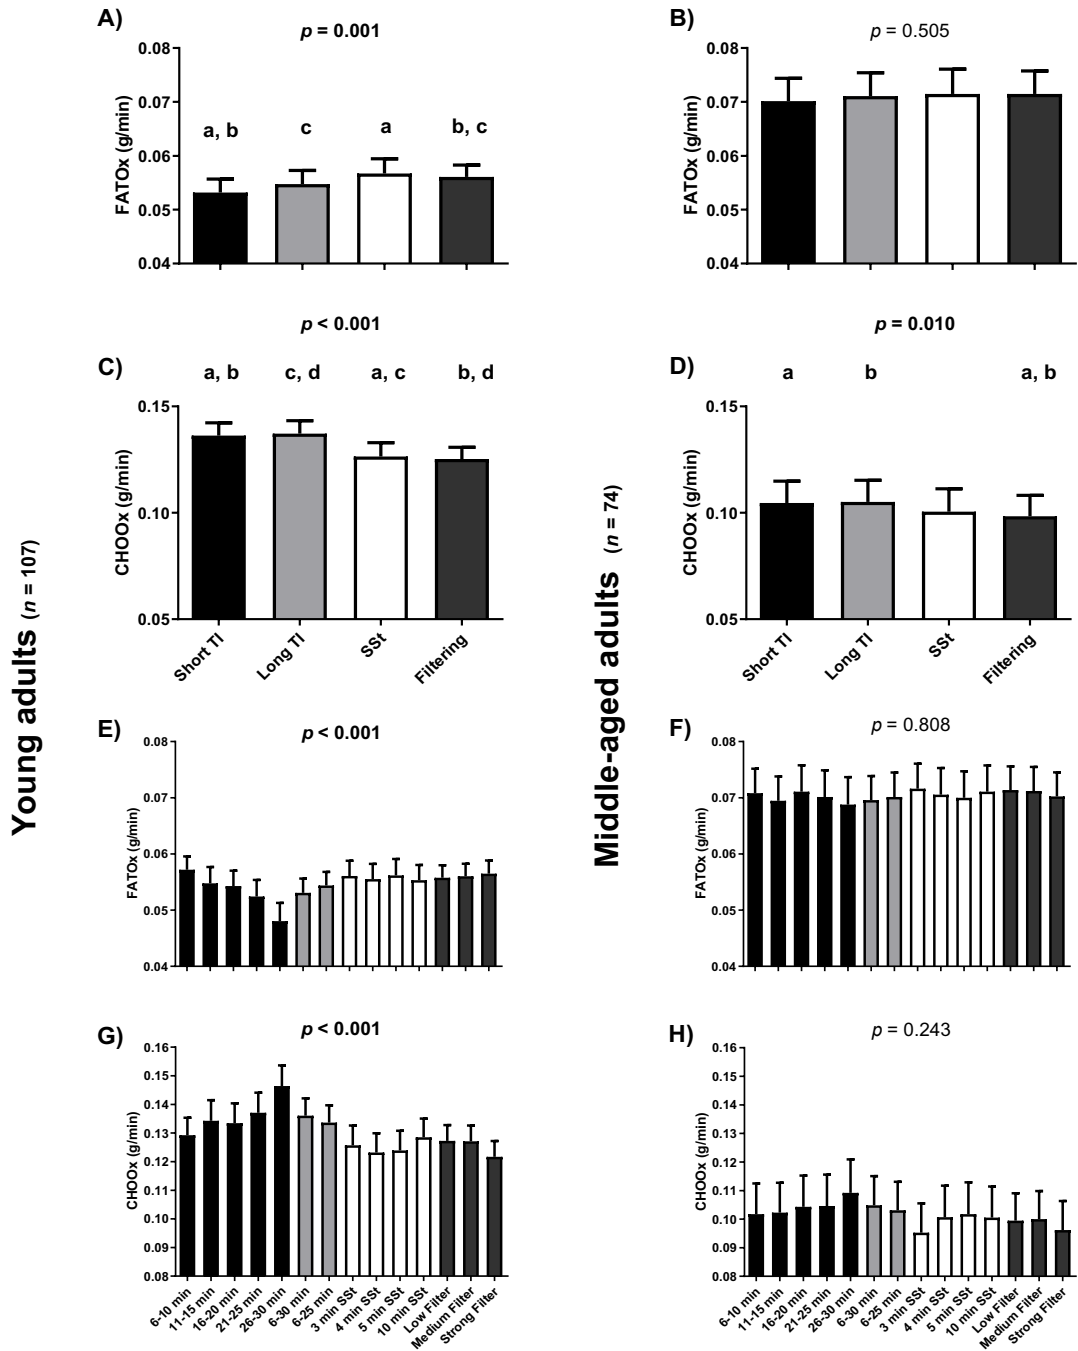 A)
p = 0.001
FATOx (g/min)
0.08
0.07
0.06
0.05
0.04
a, b
c
a
b, c
B)
p = 0.505
FATOx (g/min)
0.08
0.07
0.06
0.05
0.04
C)
p < 0.001
a, b
c, d
a, c
b, d
CHOOx (g/min)
0.15
0.10
0.05
Short TI
Long TI
SSt
Filtering
D)
p = 0.010
a
b
a, b
CHOOx (g/min)
0.15
0.10
0.05
Short TI
Long TI
SSt
Filtering
Young adults (n = 107)
Middle-aged adults (n = 74)
E)
p < 0.001
FATOx (g/min)
0.08
0.07
0.06
0.05
0.04
F)
p = 0.808
FATOx (g/min)
0.08
0.07
0.06
0.05
0.04
G)
p < 0.001
CHOOx (g/min)
0.16
0.15
0.14
0.13
0.12
0.11
0.10
0.09
0.08
6-10 min
11-15 min
16-20 min
21-25 min
26-30 min
6-30 min
6-25 min
3 min SSt
4 min SSt
5 min SSt
10 min SSt
Low Filter
Medium Filter
Strong Filter
H)
p = 0.243
CHOOx (g/min)
0.16
0.15
0.14
0.13
0.12
0.11
0.10
0.09
0.08
6-10 min
11-15 min
16-20 min
21-25 min
26-30 min
6-30 min
6-25 min
3 min SSt
4 min SSt
5 min SSt
10 min SSt
Low Filter
Medium Filter
Strong Filter